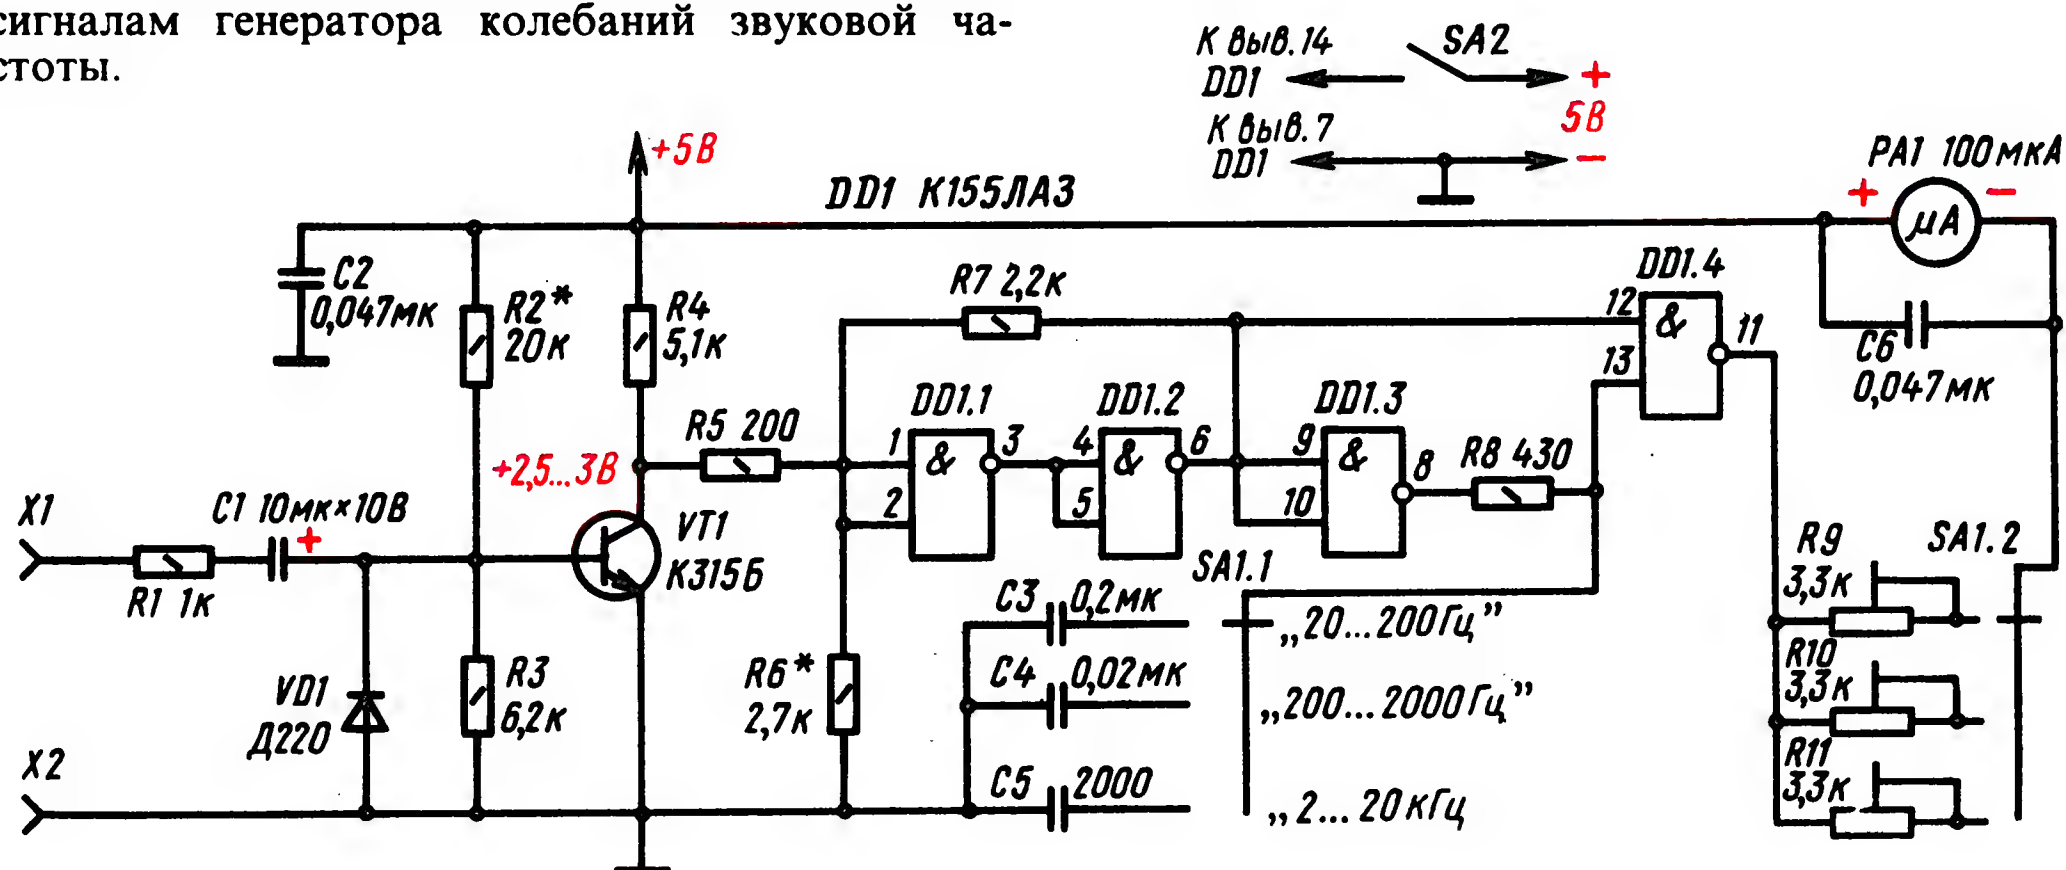 сигналам генератора колебаний звуковой ча-
стоты.
К выв. 14
DD1
SA2
+
5В
К выв. 7
DD1
−
+5В
DD1 К155ЛА3
PA1 100мкА
+
−
μA
C2
0,047мк
R2*
20к
R4
5,1к
R7 2,2к
DD1.4
12
&
11
13
C6
0,047мк
DD1.1
DD1.2
DD1.3
R5 200
1
&
3
4
&
6
9
&
8
R8 430
2
5
10
+2,5...3В
X1
C1 10мк×10В
+
VT1
К315Б
R1 1к
SA1.1
R9
3,3к
SA1.2
C3
0,2мк
„20...200Гц”
VD1
Д220
R3
6,2к
R6*
2,7к
C4
0,02мк
„200...2000Гц”
R10
3,3к
X2
C5
2000
„2...20кГц
R11
3,3к